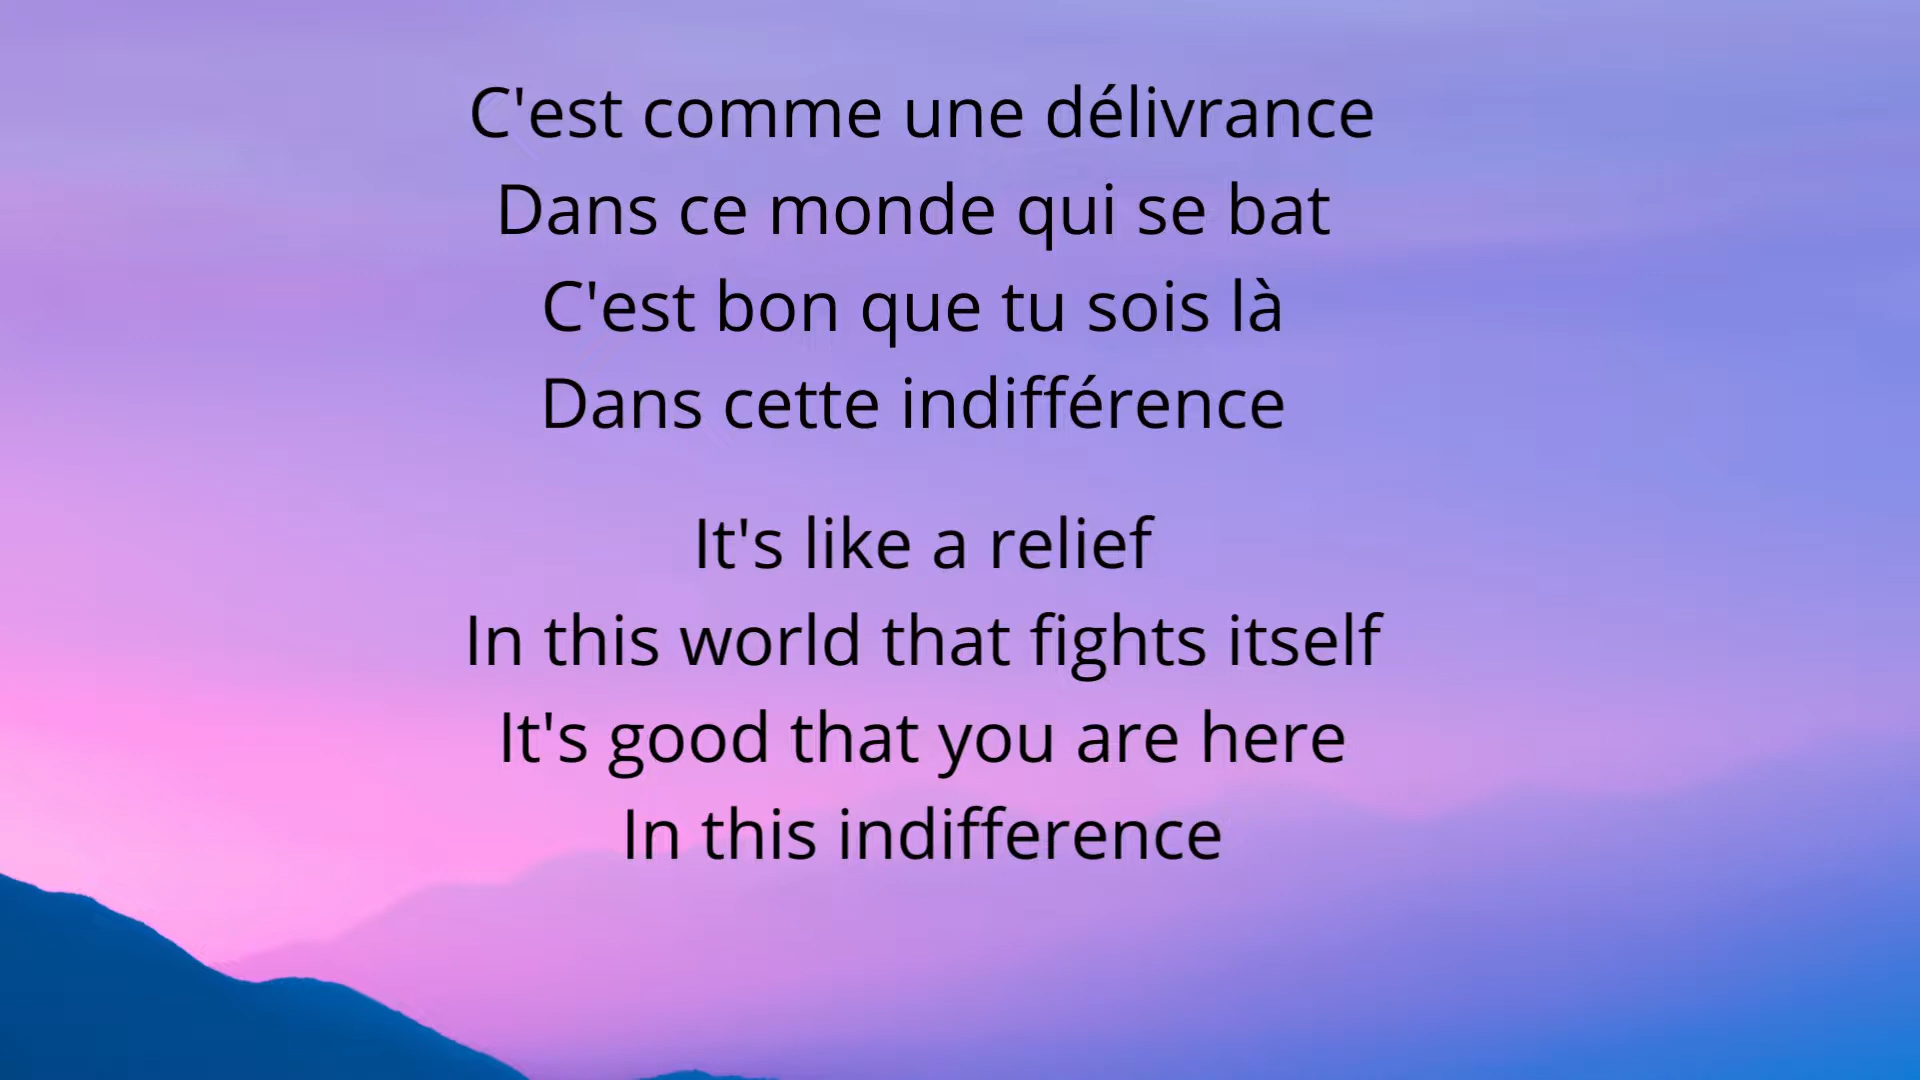 C'est comme une délivrance
Dans ce monde qui se bat
C'est bon que tu sois là
Dans cette indifférence
It's like a relief
In this world that fights itself
It's good that you are here
In this indifference